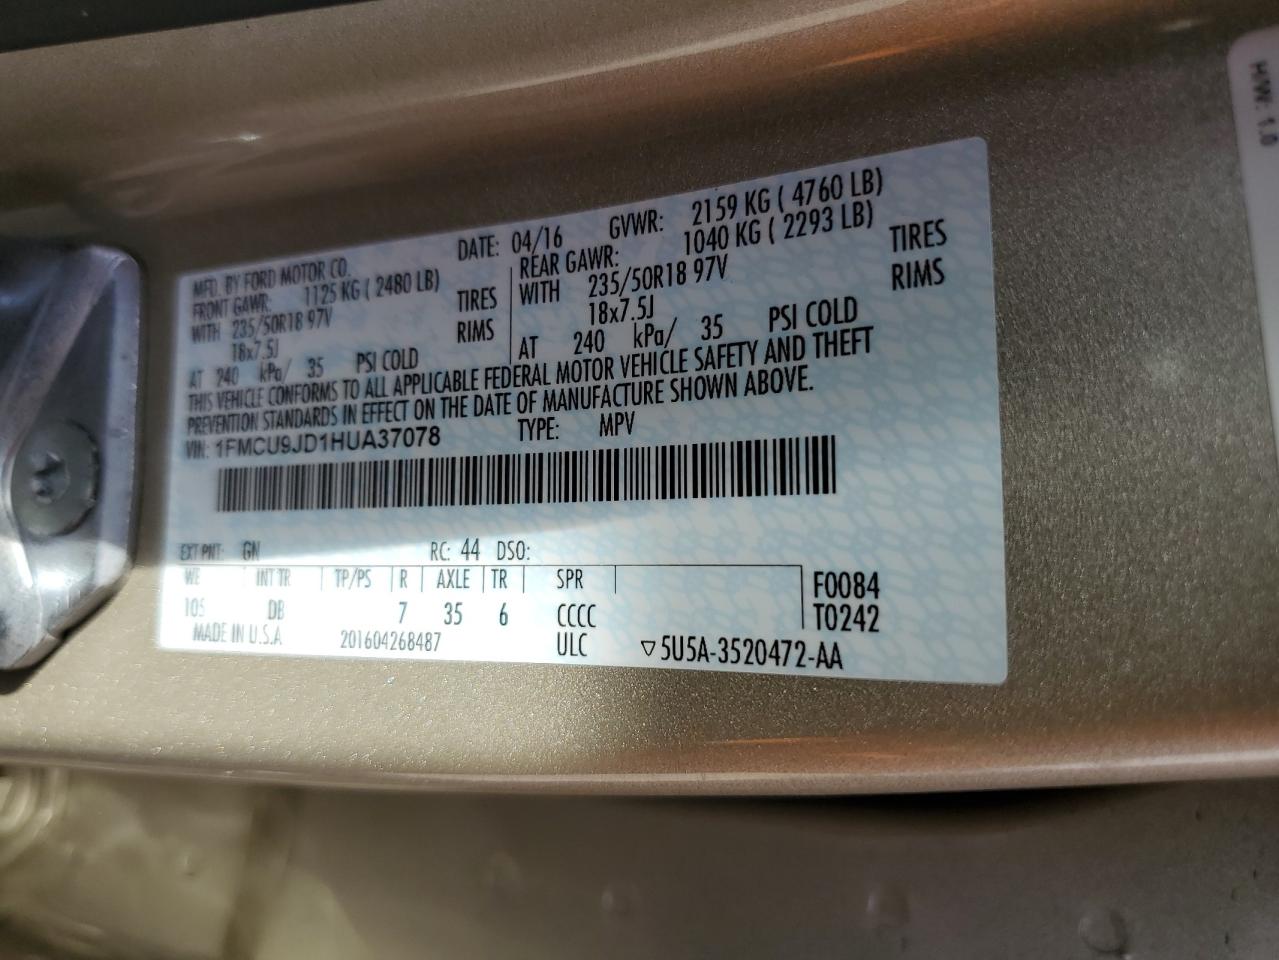 MFD. BY FORD MOTOR CO. DATE: 04/16 GVWR: 2159 KG ( 4760 LB)
FRONT GAWR: 1125 KG ( 2480 LB) REAR GAWR: 1040 KG ( 2293 LB)
WITH 235/50R18 97V TIRES WITH 235/50R18 97V TIRES
18x7.5J RIMS 18x7.5J RIMS
AT 240 kPa/ 35 PSI COLD AT 240 kPa/ 35 PSI COLD
THIS VEHICLE CONFORMS TO ALL APPLICABLE FEDERAL MOTOR VEHICLE SAFETY AND THEFT
PREVENTION STANDARDS IN EFFECT ON THE DATE OF MANUFACTURE SHOWN ABOVE.
VIN: 1FMCU9JD1HUA37078 TYPE: MPV
EXT PNT: GN RC: 44 DSO:
WB INT TR TP/PS R AXLE TR SPR F0084
105 DB 7 35 6 CCCC T0242
MADE IN U.S.A 201604268487 ULC ▽5U5A-3520472-AA
H/W: 1.0